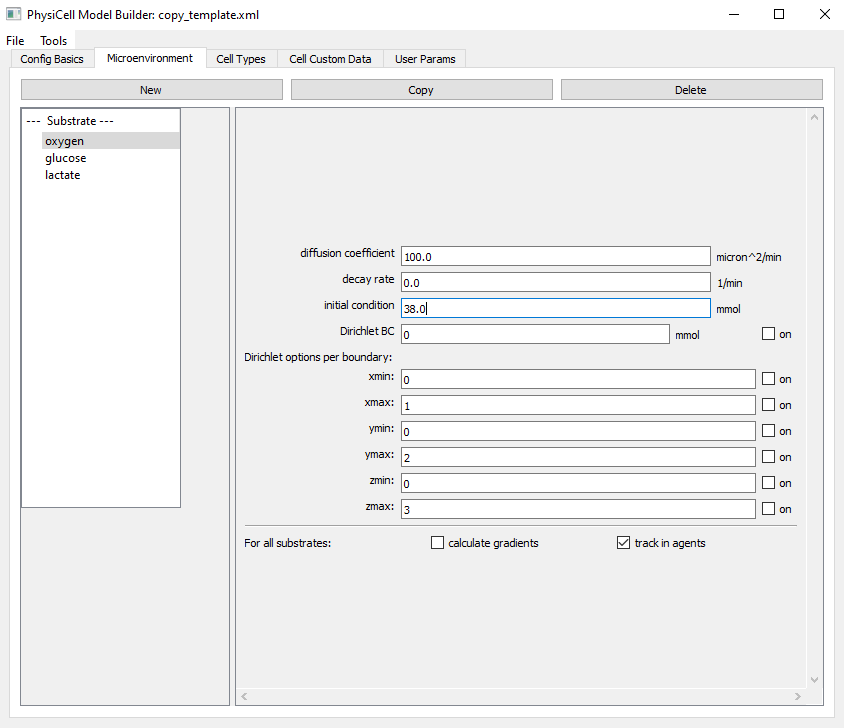 PhysiCell Model Builder: copy_template.xml
File Tools
Config Basics Microenvironment Cell Types Cell Custom Data User Params
New Copy Delete
--- Substrate ---
oxygen
glucose
lactate
diffusion coefficient 100.0 micron^2/min
decay rate 0.0 1/min
initial condition 38.0 mmol
Dirichlet BC 0 mmol on
Dirichlet options per boundary:
xmin: 0 on
xmax: 1 on
ymin: 0 on
ymax: 2 on
zmin: 0 on
zmax: 3 on
For all substrates: calculate gradients track in agents